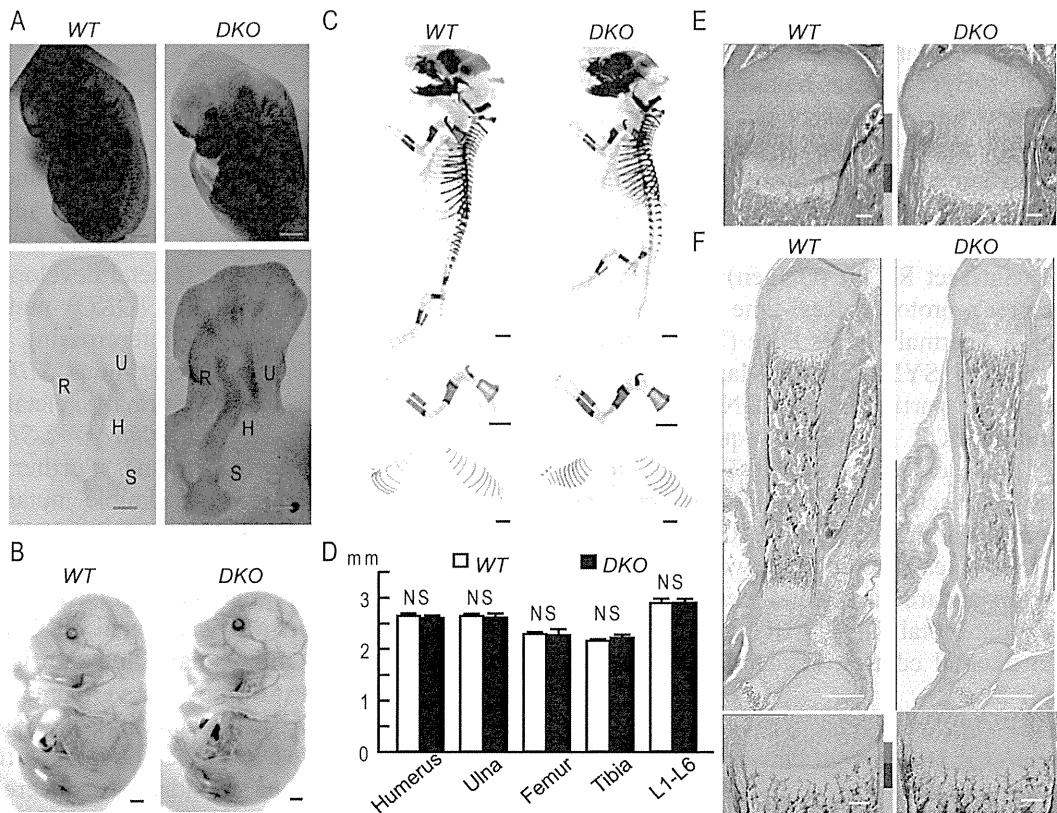 A
WT
DKO
R
U
H
S
R
U
H
S
B
WT
DKO
C
WT
DKO
D
mm
WT
DKO
3
2
1
0
NS
NS
NS
NS
NS
Humerus
Ulna
Femur
Tibia
L1-L6
E
WT
DKO
F
WT
DKO